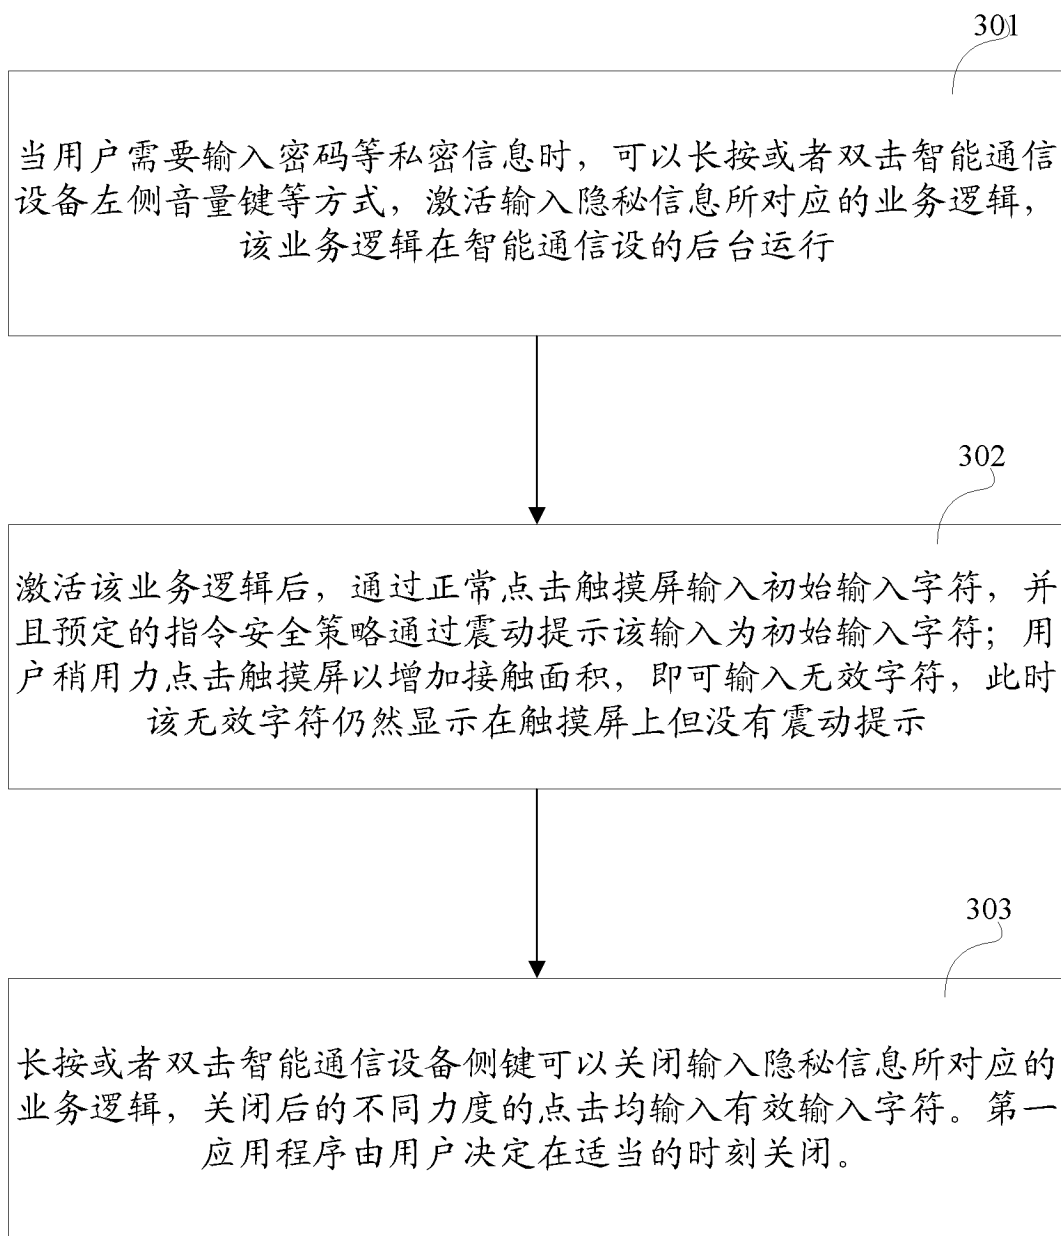 301
当用户需要输入密码等私密信息时，可以长按或者双击智能通信
设备左侧音量键等方式，激活输入隐秘信息所对应的业务逻辑，
该业务逻辑在智能通信设的后台运行
302
激活该业务逻辑后，通过正常点击触摸屏输入初始输入字符，并
且预定的指令安全策略通过震动提示该输入为初始输入字符；用
户稍用力点击触摸屏以增加接触面积，即可输入无效字符，此时
该无效字符仍然显示在触摸屏上但没有震动提示
303
长按或者双击智能通信设备侧键可以关闭输入隐秘信息所对应的
业务逻辑，关闭后的不同力度的点击均输入有效输入字符。第一
应用程序由用户决定在适当的时刻关闭。